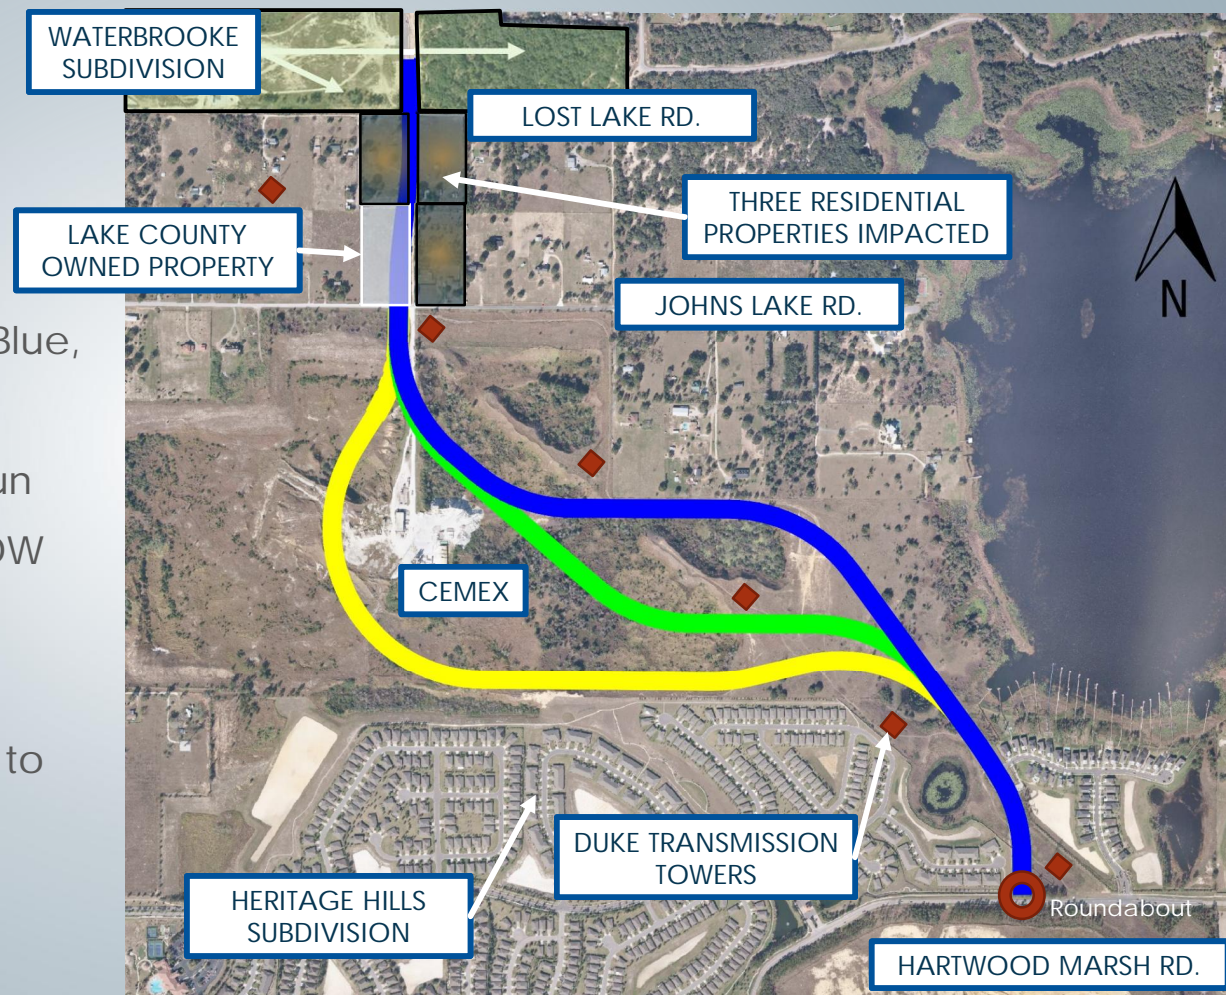 WATERBROOKE
SUBDIVISION
LOST LAKE RD.
THREE RESIDENTIAL
PROPERTIES IMPACTED
LAKE COUNTY
OWNED PROPERTY
JOHNS LAKE RD.
N
Blue,
CEMEX
to
DUKE TRANSMISSION
TOWERS
HERITAGE HILLS
SUBDIVISION
Roundabout
HARTWOOD MARSH RD.